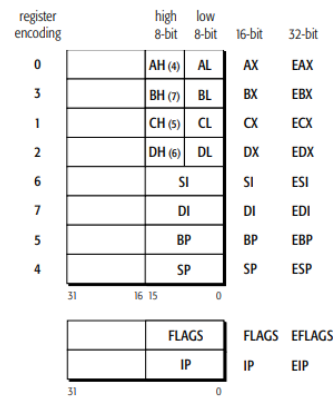 register high low
encoding 8-bit 8-bit 16-bit 32-bit
0 AH (4) AL AX EAX
3 BH (7) BL BX EBX
1 CH (5) CL CX ECX
2 DH (6) DL DX EDX
6 SI SI ESI
7 DI DI EDI
5 BP BP EBP
4 SP SP ESP
31 16 15 0
FLAGS FLAGS EFLAGS
IP IP EIP
31 0